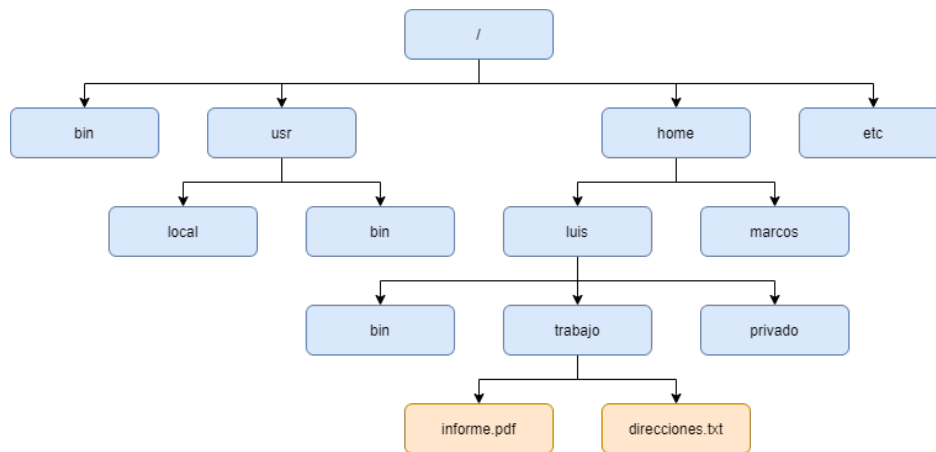 /
bin
usr
home
etc
local
bin
luis
marcos
bin
trabajo
privado
informe.pdf
direcciones.txt